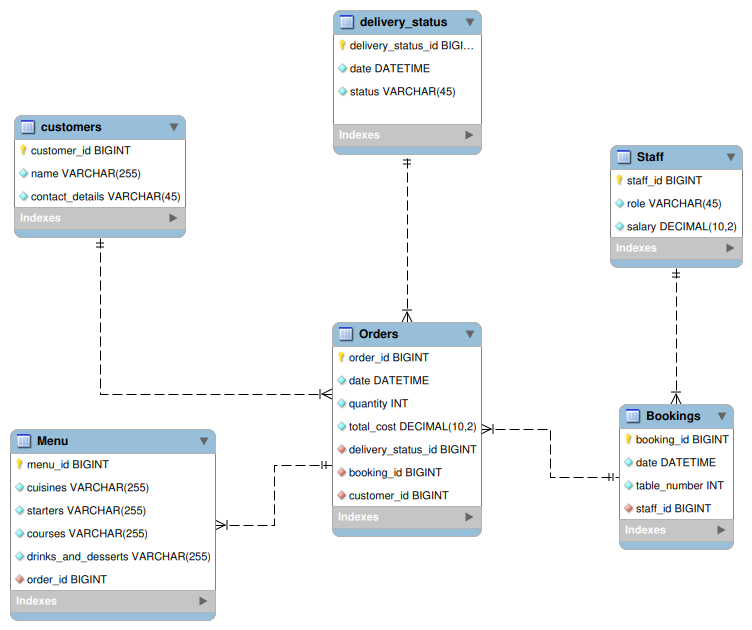 delivery_status
delivery_status_id BIGI...
date DATETIME
status VARCHAR(45)
Indexes
customers
customer_id BIGINT
name VARCHAR(255)
contact_details VARCHAR(45)
Indexes
Staff
staff_id BIGINT
role VARCHAR(45)
salary DECIMAL(10,2)
Indexes
Orders
order_id BIGINT
date DATETIME
quantity INT
total_cost DECIMAL(10,2)
delivery_status_id BIGINT
booking_id BIGINT
customer_id BIGINT
Indexes
Bookings
booking_id BIGINT
date DATETIME
table_number INT
staff_id BIGINT
Indexes
Menu
menu_id BIGINT
cuisines VARCHAR(255)
starters VARCHAR(255)
courses VARCHAR(255)
drinks_and_desserts VARCHAR(255)
order_id BIGINT
Indexes